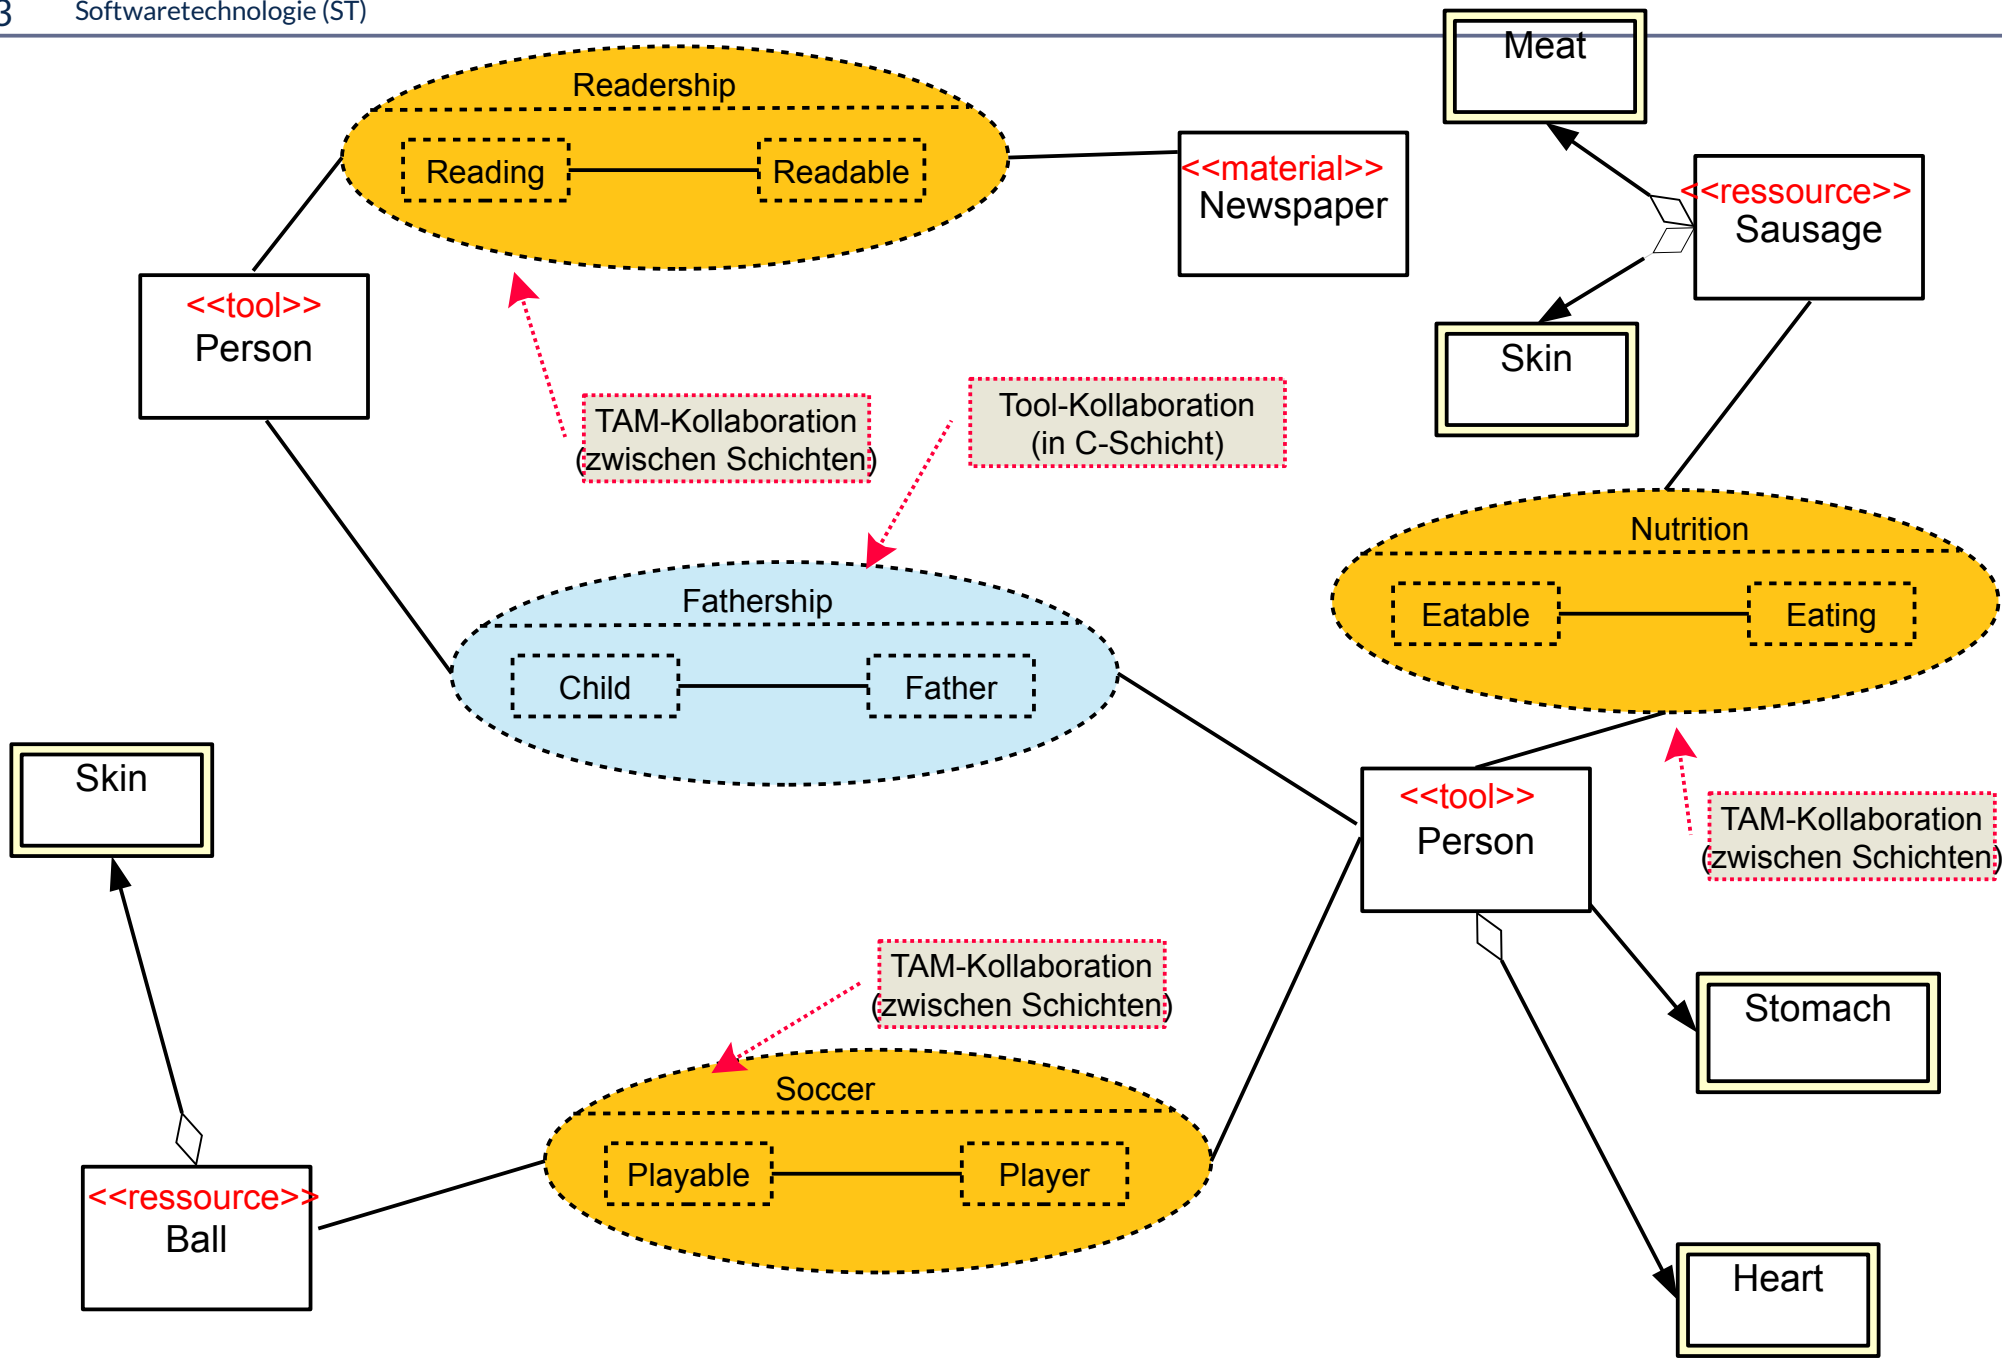 3
Softwaretechnologie (ST)
Meat
Readership
Reading
Readable
<<material>>
Newspaper
<<ressource>>
Sausage
<<tool>>
Person
Skin
TAM-Kollaboration
(zwischen Schichten)
Tool-Kollaboration
(in C-Schicht)
Nutrition
Eatable
Eating
Fathership
Child
Father
Skin
<<tool>>
Person
TAM-Kollaboration
(zwischen Schichten)
TAM-Kollaboration
(zwischen Schichten)
Stomach
Soccer
Playable
Player
<<ressource>>
Ball
Heart